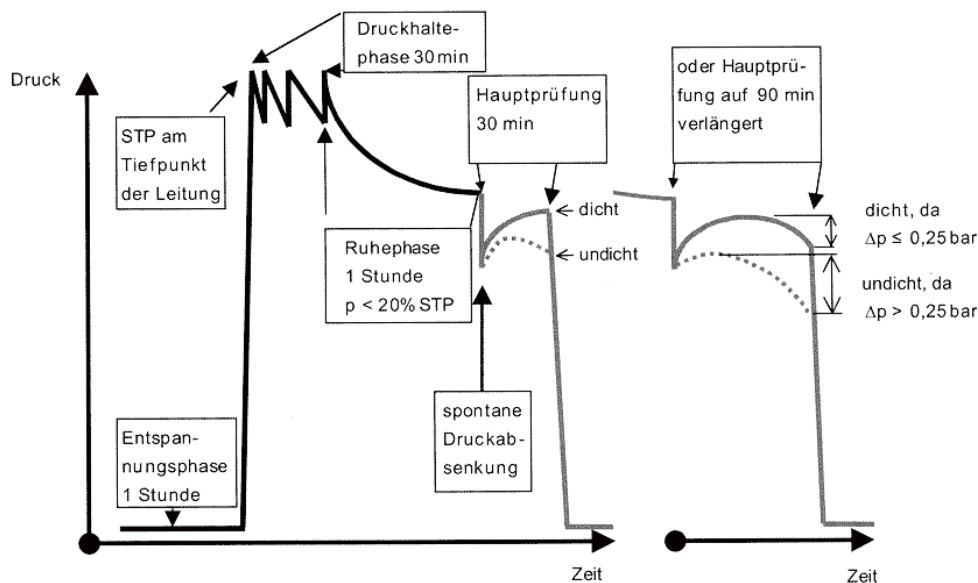 Druck
STP am
Tiefpunkt
der Leitung
Druckhalte-
phase 30 min
Hauptprüfung
30 min
oder Hauptprü-
fung auf 90 min
verlängert
Ruhephase
1 Stunde
p < 20% STP
← dicht
← undicht
dicht, da
Δp ≤ 0,25 bar
undicht, da
Δp > 0,25 bar
Entspan-
nungsphase
1 Stunde
spontane
Druckab-
senkung
Zeit
Zeit